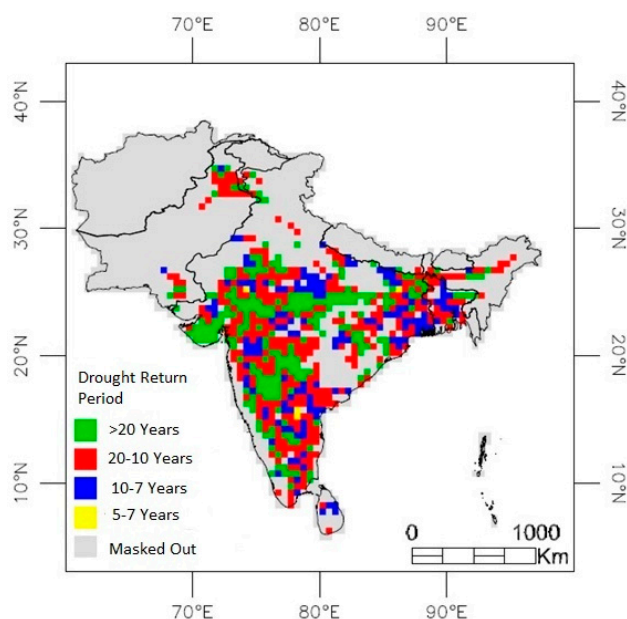 70°E 80°E 90°E
40°N 40°N
30°N 30°N
20°N 20°N
10°N 10°N
Drought Return
Period
>20 Years
20-10 Years
10-7 Years
5-7 Years
Masked Out
0 1000
Km
70°E 80°E 90°E